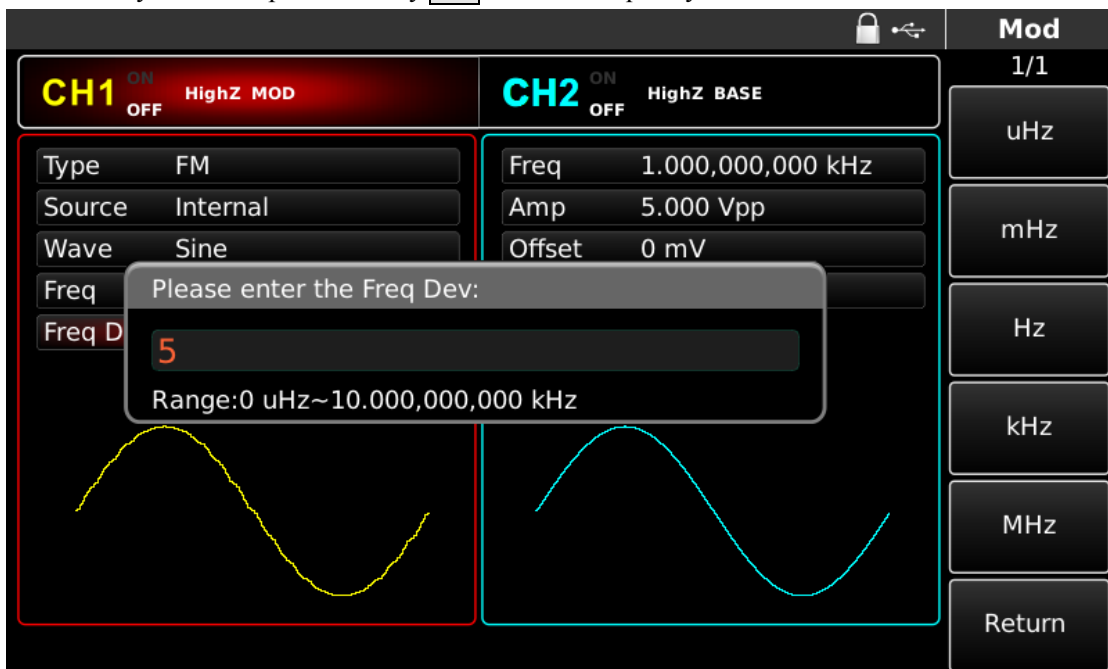 Mod
1/1
CH1 ON OFF HighZ MOD
CH2 ON OFF HighZ BASE
Type FM
Source Internal
Wave Sine
Freq
Freq D
Freq 1.000,000,000 kHz
Amp 5.000 Vpp
Offset 0 mV
Please enter the Freq Dev:
5
Range:0 uHz~10.000,000,000 kHz
uHz
mHz
Hz
kHz
MHz
Return